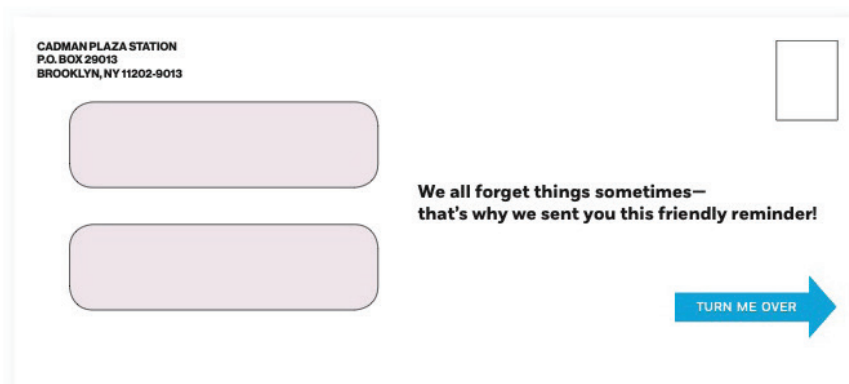 CADMAN PLAZA STATION
P.O. BOX 29013
BROOKLYN, NY 11202-9013
We all forget things sometimes—
that's why we sent you this friendly reminder!
TURN ME OVER